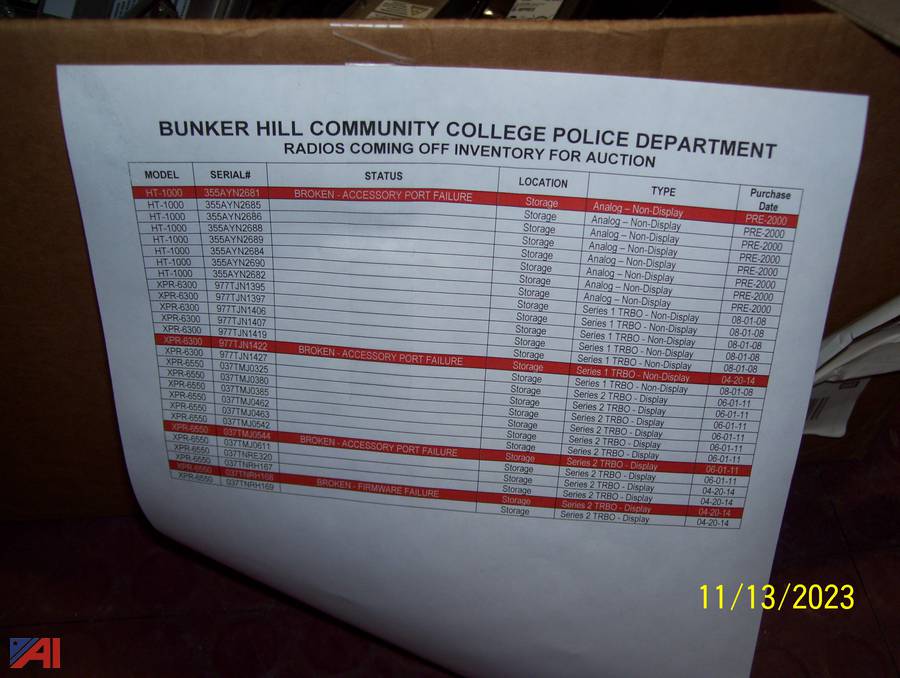 BUNKER HILL COMMUNITY COLLEGE POLICE DEPARTMENT
RADIOS COMING OFF INVENTORY FOR AUCTION
MODEL SERIAL# STATUS LOCATION TYPE Purchase Date
HT-1000 355AYN2681 BROKEN - ACCESSORY PORT FAILURE Storage Analog – Non-Display PRE-2000
HT-1000 355AYN2685 Storage Analog – Non-Display PRE-2000
HT-1000 355AYN2686 Storage Analog – Non-Display PRE-2000
HT-1000 355AYN2688 Storage Analog – Non-Display PRE-2000
HT-1000 355AYN2689 Storage Analog – Non-Display PRE-2000
HT-1000 355AYN2684 Storage Analog – Non-Display PRE-2000
HT-1000 355AYN2690 Storage Analog – Non-Display PRE-2000
HT-1000 355AYN2682 Storage Analog – Non-Display PRE-2000
XPR-6300 977TJN1395 Storage Series 1 TRBO - Non-Display 08-01-08
XPR-6300 977TJN1397 Storage Series 1 TRBO - Non-Display 08-01-08
XPR-6300 977TJN1406 Storage Series 1 TRBO - Non-Display 08-01-08
XPR-6300 977TJN1407 Storage Series 1 TRBO - Non-Display 08-01-08
XPR-6300 977TJN1419 Storage Series 1 TRBO - Non-Display 08-01-08
XPR-6300 977TJN1422 BROKEN - ACCESSORY PORT FAILURE Storage Series 1 TRBO - Non-Display 04-20-14
XPR-6300 977TJN1427 Storage Series 1 TRBO - Non-Display 08-01-08
XPR-6550 037TMJ0325 Storage Series 2 TRBO - Display 06-01-11
XPR-6550 037TMJ0380 Storage Series 2 TRBO - Display 06-01-11
XPR-6550 037TMJ0385 Storage Series 2 TRBO - Display 06-01-11
XPR-6550 037TMJ0462 Storage Series 2 TRBO - Display 06-01-11
XPR-6550 037TMJ0463 Storage Series 2 TRBO - Display 06-01-11
XPR-6550 037TMJ0542 Storage Series 2 TRBO - Display 06-01-11
XPR-6550 037TMJ0544 BROKEN - ACCESSORY PORT FAILURE Storage Series 2 TRBO - Display 06-01-11
XPR-6550 037TMJ0611 Storage Series 2 TRBO - Display 06-01-11
XPR-6550 037TNRE320 Storage Series 2 TRBO - Display 04-20-14
XPR-6550 037TNRH167 Storage Series 2 TRBO - Display 04-20-14
XPR-6550 037TNRH168 BROKEN - FIRMWARE FAILURE Storage Series 2 TRBO - Display 04-20-14
XPR-6550 037TNRH169 Storage Series 2 TRBO - Display 04-20-14
11/13/2023
AI